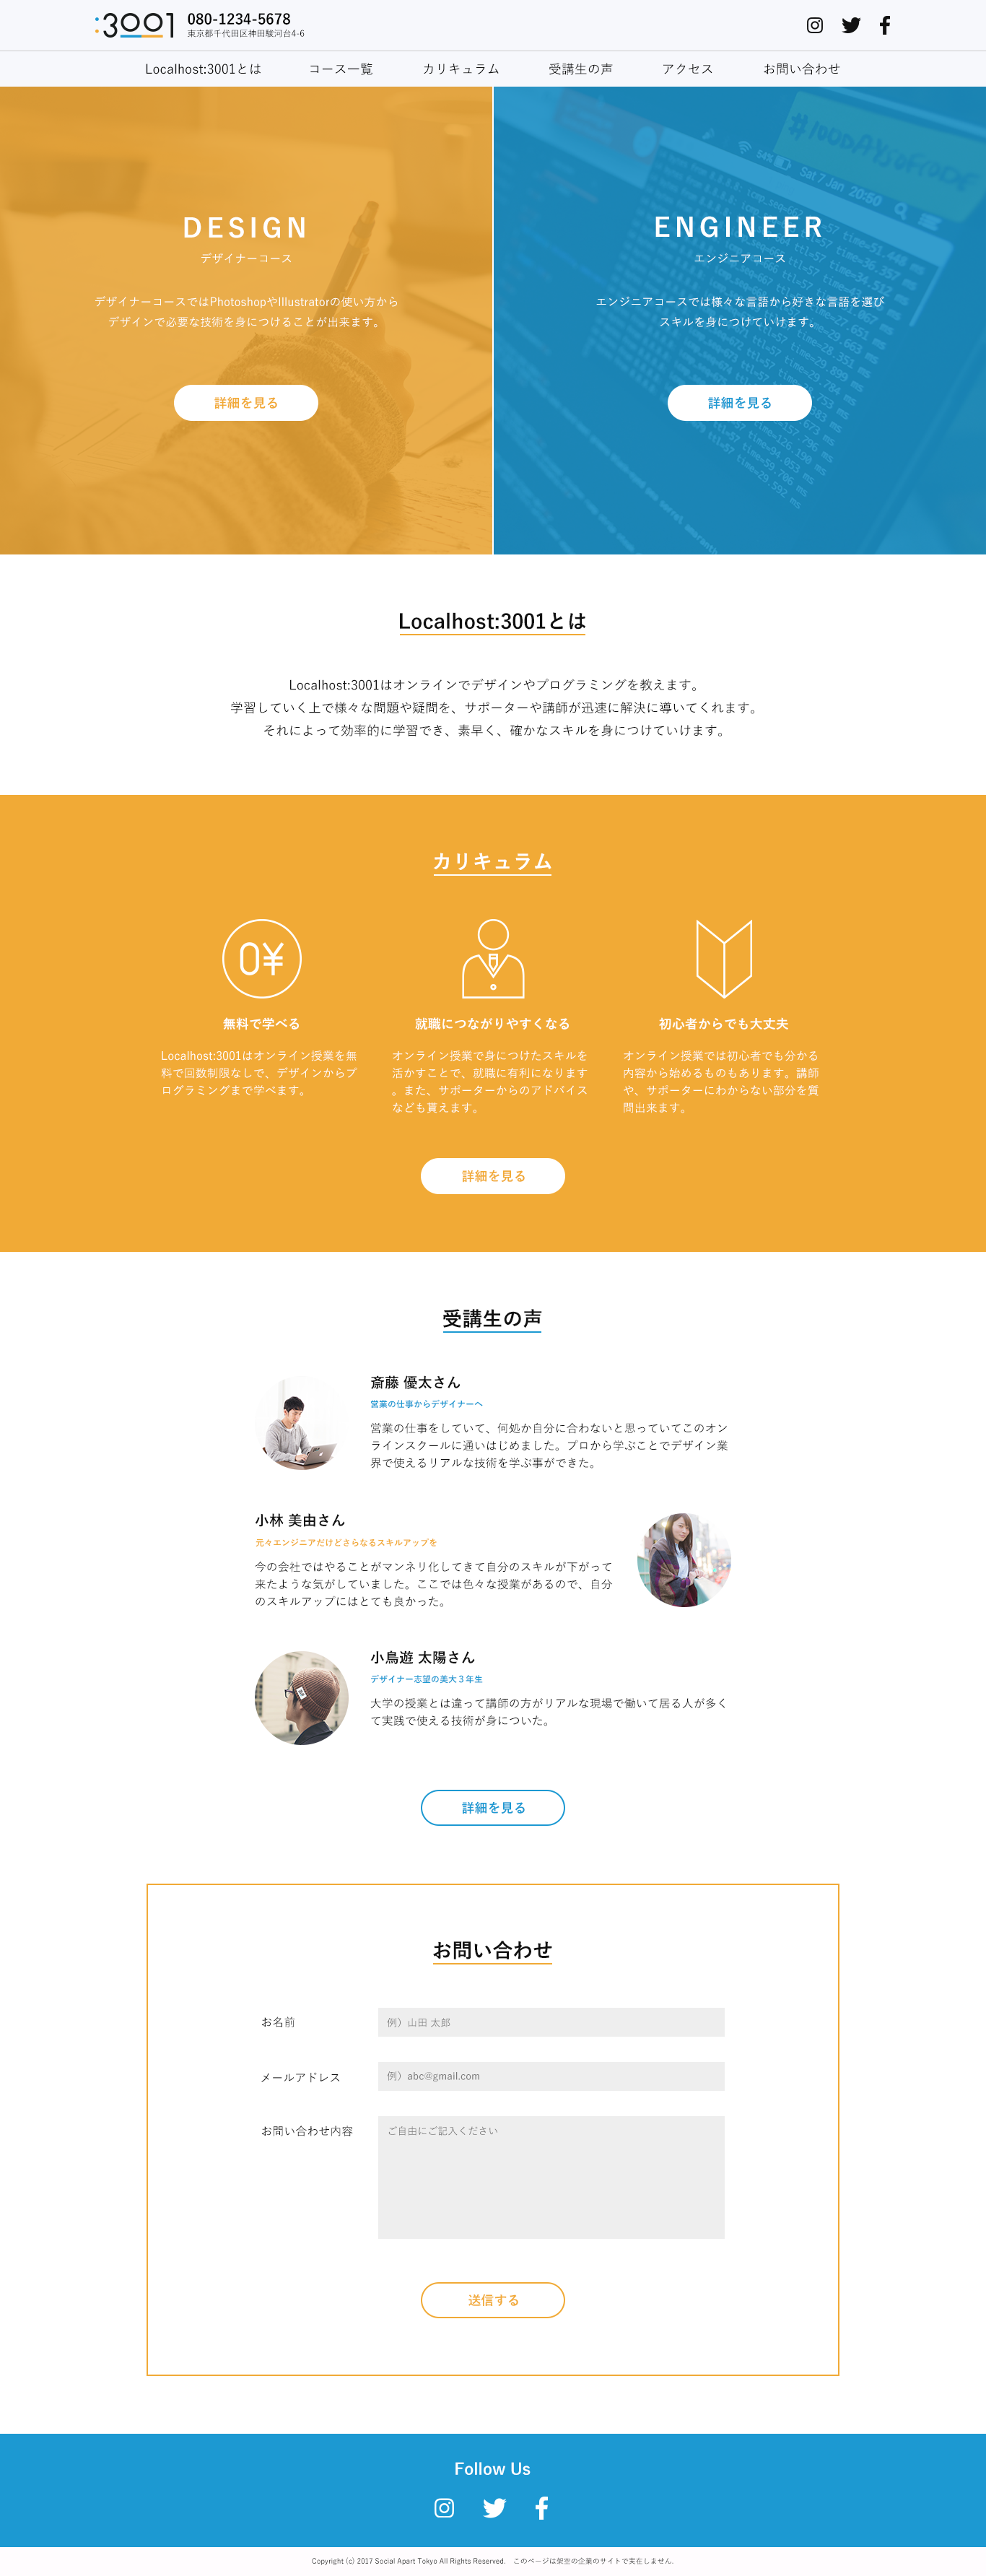 :3001
080-1234-5678
東京都千代田区神田駿河台4-6
Localhost:3001とは
コース一覧
カリキュラム
受講生の声
アクセス
お問い合わせ
DESIGN
デザイナーコース
デザイナーコースではPhotoshopやIllustratorの使い方から
デザインで必要な技術を身につけることが出来ます。
詳細を見る
#100DAYSofCODE
54%
Sat 7 Jan 20:50
ENGINEER
エンジニアコース
エンジニアコースでは様々な言語から好きな言語を選び
スキルを身につけていけます。
詳細を見る
Localhost:3001とは
Localhost:3001はオンラインでデザインやプログラミングを教えます。
学習していく上で様々な問題や疑問を、サポーターや講師が迅速に解決に導いてくれます。
それによって効率的に学習でき、素早く、確かなスキルを身につけていけます。
カリキュラム
0¥
無料で学べる
Localhost:3001はオンライン授業を無
料で回数制限なしで、デザインからプ
ログラミングまで学べます。
就職につながりやすくなる
オンライン授業で身につけたスキルを
活かすことで、就職に有利になります
。また、サポーターからのアドバイス
なども貰えます。
初心者からでも大丈夫
オンライン授業では初心者でも分かる
内容から始めるものもあります。講師
や、サポーターにわからない部分を質
問出来ます。
詳細を見る
受講生の声
斎藤 優太さん
営業の仕事からデザイナーへ
営業の仕事をしていて、何処か自分に合わないと思っていてこのオン
ラインスクールに通いはじめました。プロから学ぶことでデザイン業
界で使えるリアルな技術を学ぶ事ができた。
小林 美由さん
元々エンジニアだけどさらなるスキルアップを
今の会社ではやることがマンネリ化してきて自分のスキルが下がって
来たような気がしていました。ここでは色々な授業があるので、自分
のスキルアップにはとても良かった。
小鳥遊 太陽さん
デザイナー志望の美大３年生
大学の授業とは違って講師の方がリアルな現場で働いて居る人が多く
て実践で使える技術が身についた。
詳細を見る
お問い合わせ
お名前
例）山田 太郎
メールアドレス
例）abc@gmail.com
お問い合わせ内容
ご自由にご記入ください
送信する
Follow Us
Copyright (c) 2017 Social Apart Tokyo All Rights Reserved.　このページは架空の企業のサイトで実在しません.